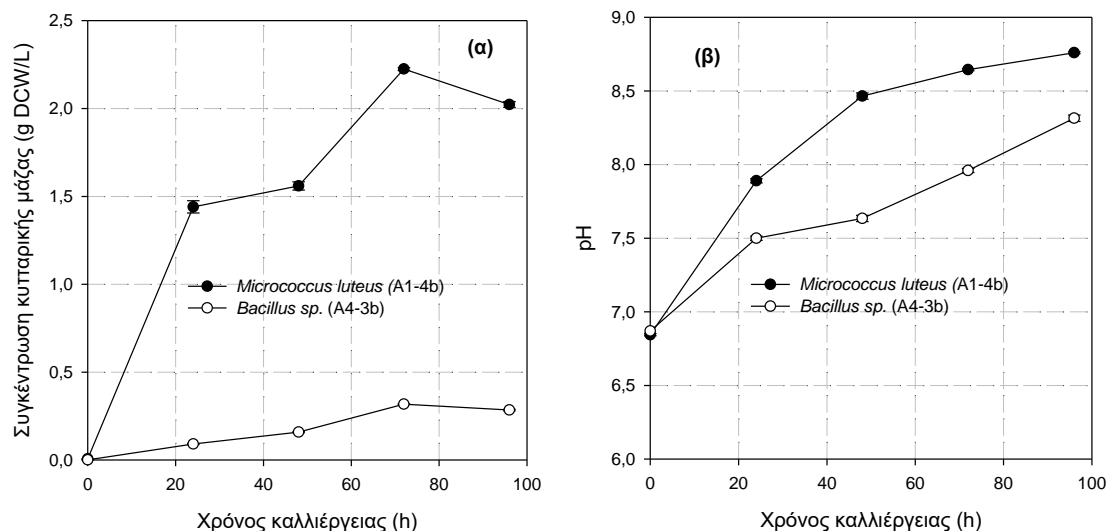 Συγκέντρωση κυτταρικής μάζας (g DCW/L)
2,5
2,0
1,5
1,0
0,5
0,0
(α)
Micrococcus luteus (A1-4b)
Bacillus sp. (A4-3b)
0 20 40 60 80 100
Χρόνος καλλιέργειας (h)
pH
9,0
8,5
8,0
7,5
7,0
6,5
6,0
(β)
Micrococcus luteus (A1-4b)
Bacillus sp. (A4-3b)
0 20 40 60 80 100
Χρόνος καλλιέργειας (h)